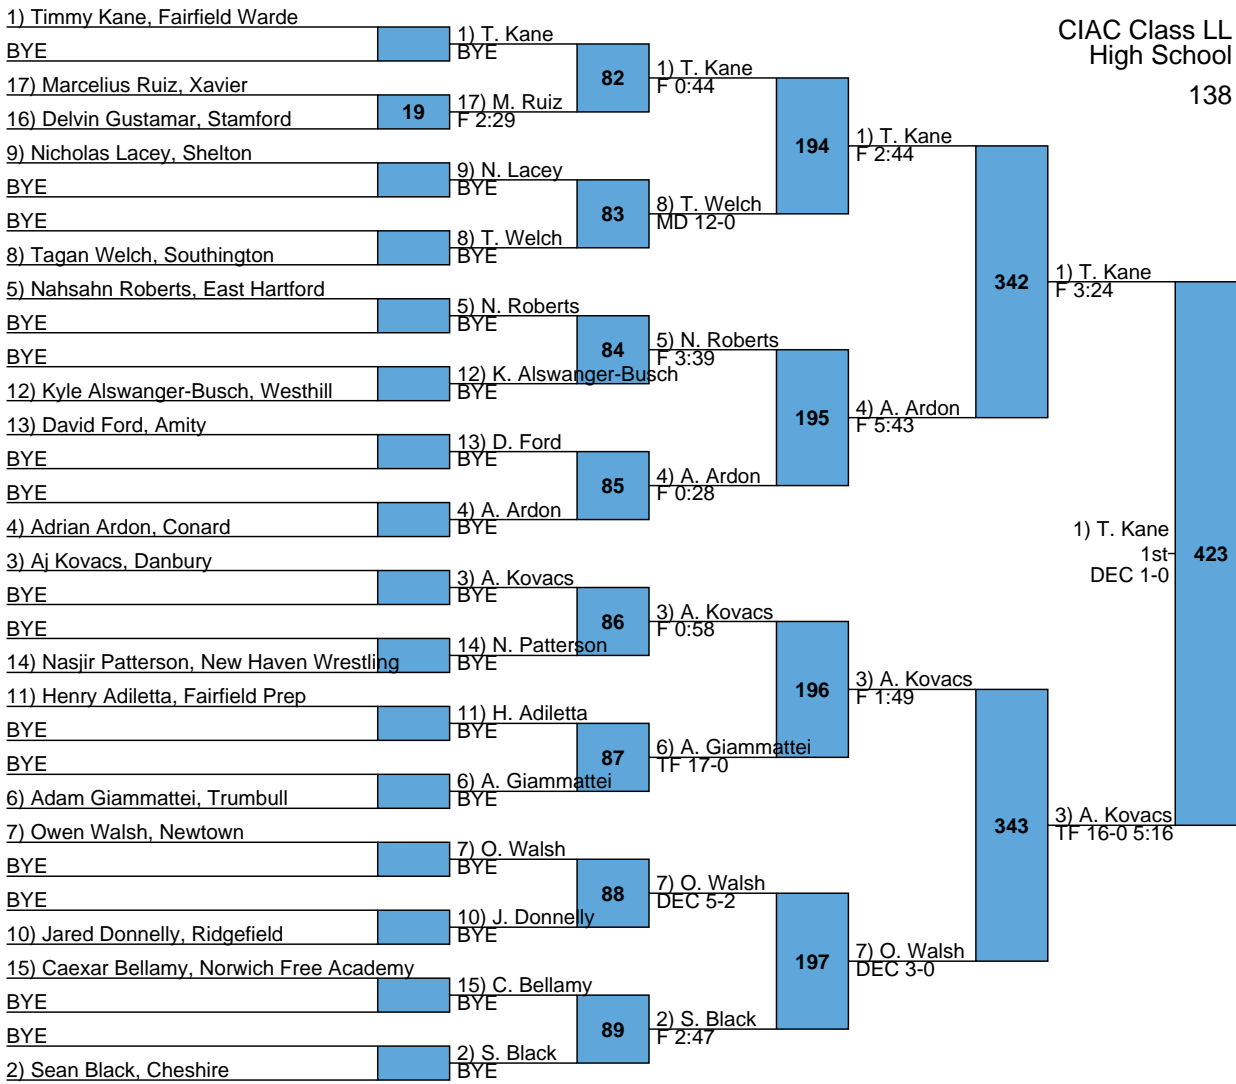 CIAC Class LL
High School
138
1) Timmy Kane, Fairfield Warde
BYE
17) Marcelius Ruiz, Xavier
16) Delvin Gustamar, Stamford
9) Nicholas Lacey, Shelton
BYE
BYE
8) Tagan Welch, Southington
5) Nahsahn Roberts, East Hartford
BYE
BYE
12) Kyle Alswanger-Busch, Westhill
13) David Ford, Amity
BYE
BYE
4) Adrian Ardon, Conard
3) Aj Kovacs, Danbury
BYE
BYE
14) Nasjir Patterson, New Haven Wrestling
11) Henry Adiletta, Fairfield Prep
BYE
BYE
6) Adam Giammattei, Trumbull
7) Owen Walsh, Newtown
BYE
BYE
10) Jared Donnelly, Ridgefield
15) Caexar Bellamy, Norwich Free Academy
BYE
BYE
2) Sean Black, Cheshire
19
1) T. Kane
BYE
17) M. Ruiz
F 2:29
9) N. Lacey
BYE
8) T. Welch
BYE
5) N. Roberts
BYE
12) K. Alswanger-Busch
BYE
13) D. Ford
BYE
4) A. Ardon
BYE
3) A. Kovacs
BYE
14) N. Patterson
BYE
11) H. Adiletta
BYE
6) A. Giammattei
BYE
7) O. Walsh
BYE
10) J. Donnelly
BYE
15) C. Bellamy
BYE
2) S. Black
BYE
82
83
84
85
86
87
88
89
1) T. Kane
F 0:44
8) T. Welch
MD 12-0
5) N. Roberts
F 3:39
4) A. Ardon
F 0:28
3) A. Kovacs
F 0:58
6) A. Giammattei
TF 17-0
7) O. Walsh
DEC 5-2
2) S. Black
F 2:47
194
195
196
197
1) T. Kane
F 2:44
4) A. Ardon
F 5:43
3) A. Kovacs
F 1:49
7) O. Walsh
DEC 3-0
342
343
1) T. Kane
F 3:24
3) A. Kovacs
TF 16-0 5:16
423
1) T. Kane
1st
DEC 1-0